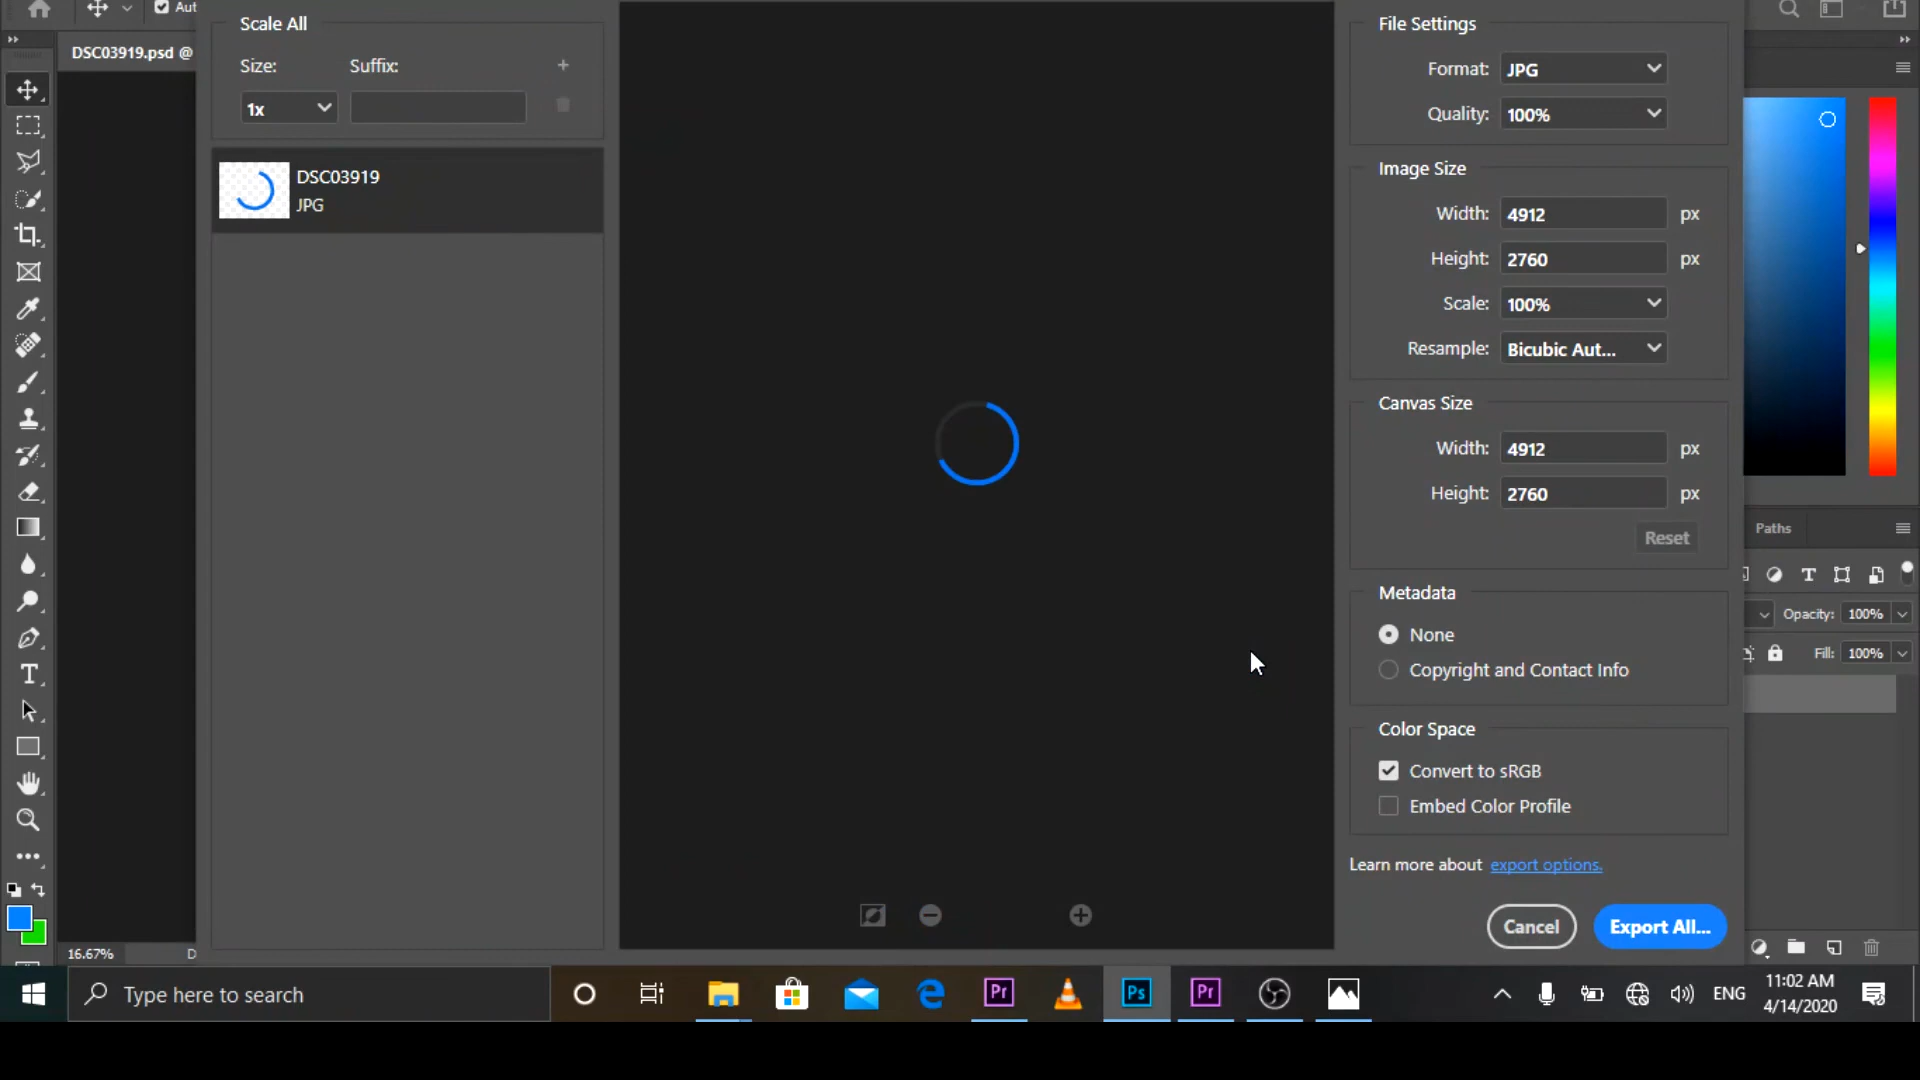 Aut
DSC03919.psd @
Scale All
Size:
Suffix:
1x
DSC03919
JPG
File Settings
Format: JPG
Quality: 100%
Image Size
Width: 4912 px
Height: 2760 px
Scale: 100%
Resample: Bicubic Aut...
Canvas Size
Width: 4912 px
Height: 2760 px
Reset
Metadata
None
Copyright and Contact Info
Color Space
Convert to sRGB
Embed Color Profile
Learn more about export options.
Cancel
Export All...
Paths
Opacity: 100%
Fill: 100%
16.67%
D
Type here to search
Pr
Ps
Pr
ENG
11:02 AM
4/14/2020